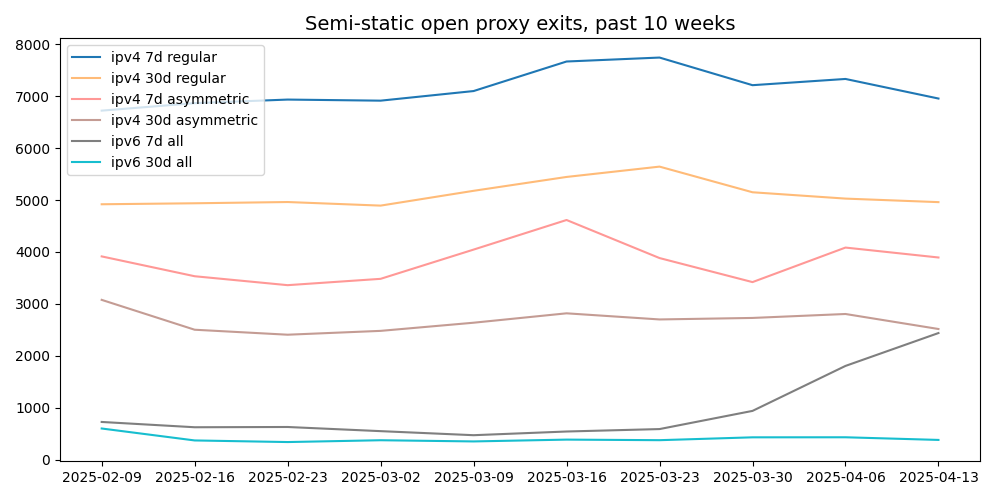 Semi-static open proxy exits, past 10 weeks
8000
7000
6000
5000
4000
3000
2000
1000
0
ipv4 7d regular
ipv4 30d regular
ipv4 7d asymmetric
ipv4 30d asymmetric
ipv6 7d all
ipv6 30d all
2025-02-09 2025-02-16 2025-02-23 2025-03-02 2025-03-09 2025-03-16 2025-03-23 2025-03-30 2025-04-06 2025-04-13